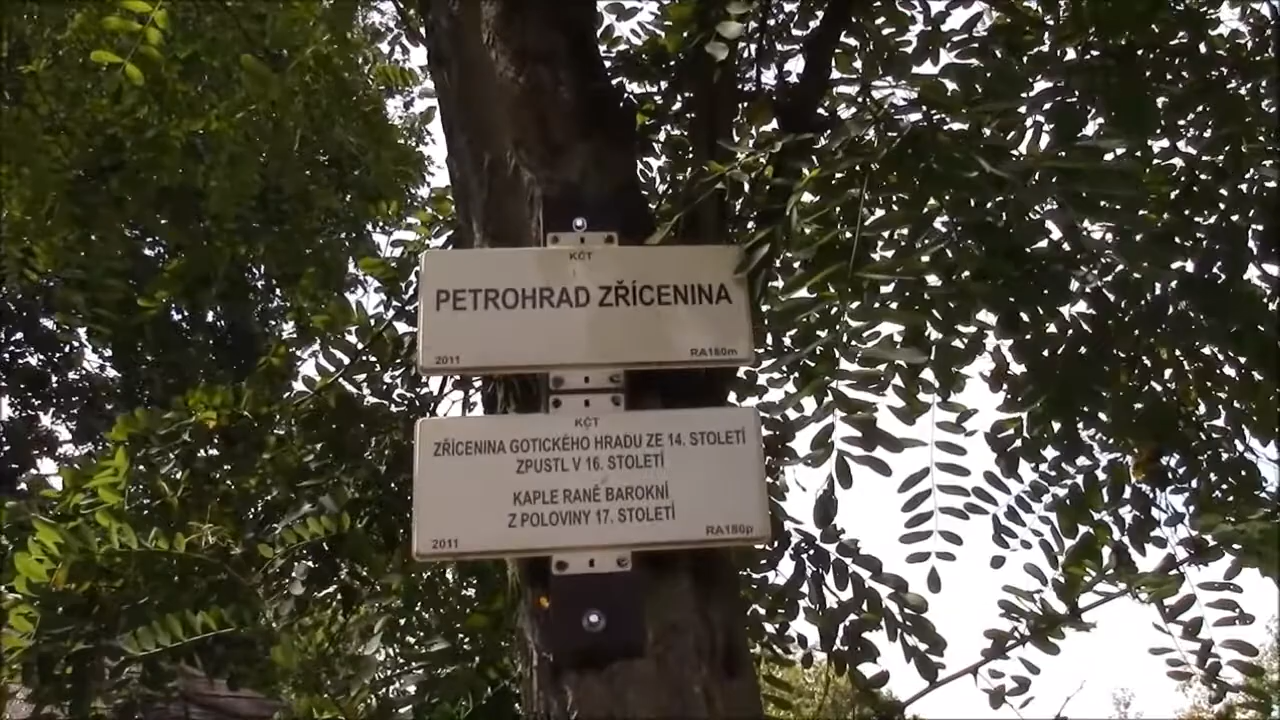 KČT
PETROHRAD ZŘÍCENINA
2011 RA180m
KČT
ZŘÍCENINA GOTICKÉHO HRADU ZE 14. STOLETÍ
ZPUSTL V 16. STOLETÍ
KAPLE RANĚ BAROKNÍ
Z POLOVINY 17. STOLETÍ
2011 RA180p